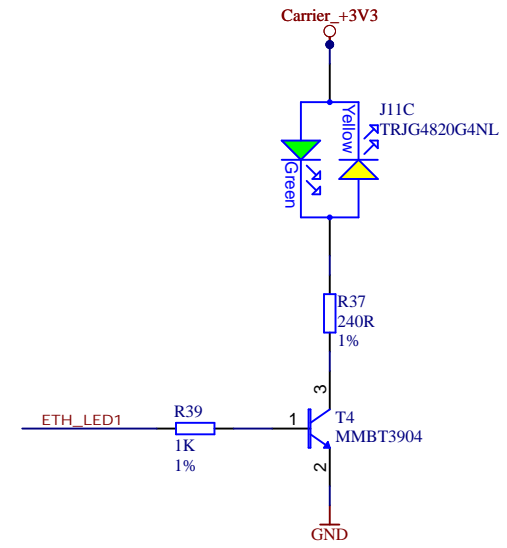 Carrier_+3V3
J11C
TRJG4820G4NL
Yellow
Green
R37
240R
1%
3
ETH_LED1
R39
1K
1%
1
T4
MMBT3904
2
GND